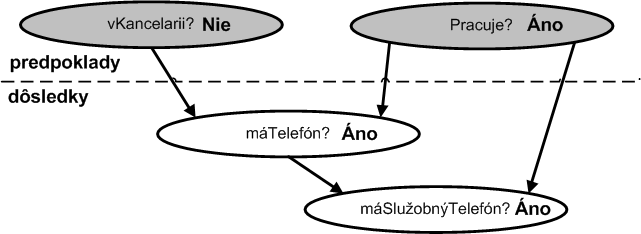 vKancelarii? Nie
Pracuje? Áno
predpoklady
dôsledky
máTelefón? Áno
máSlužobnýTelefón? Áno